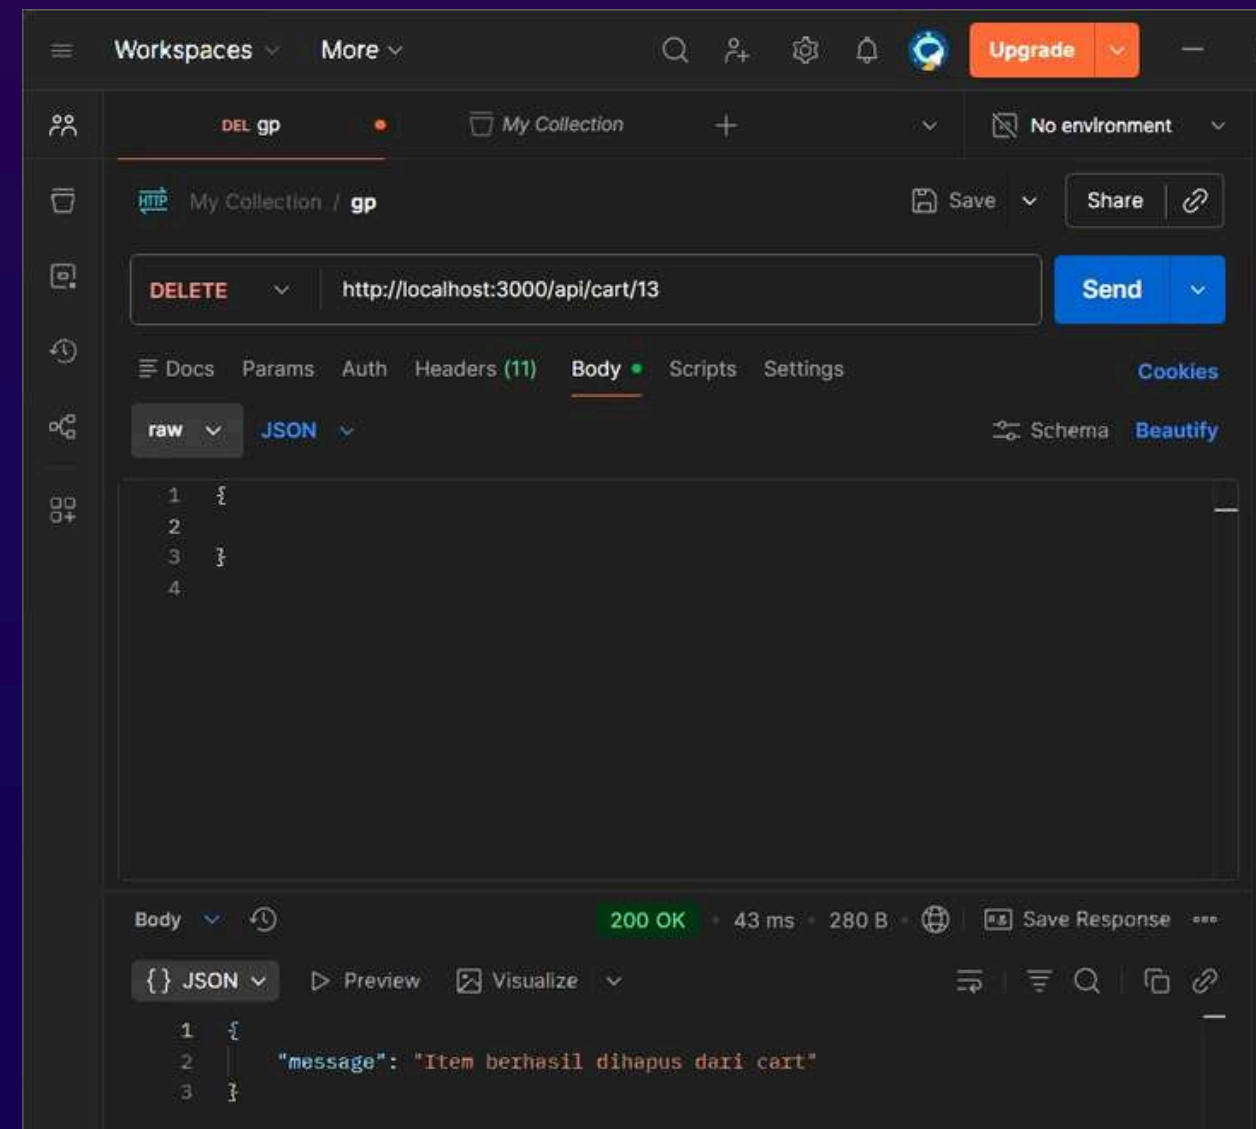 Workspaces More Upgrade
DEL gp My Collection No environment
HTTP My Collection / gp Save Share
DELETE http://localhost:3000/api/cart/13 Send
Docs Params Auth Headers (11) Body Scripts Settings Cookies
raw JSON Schema Beautify
1 {
2
3 }
4
Body 200 OK 43 ms 280 B Save Response
{} JSON Preview Visualize
1 {
2 "message": "Item berhasil dihapus dari cart"
3 }